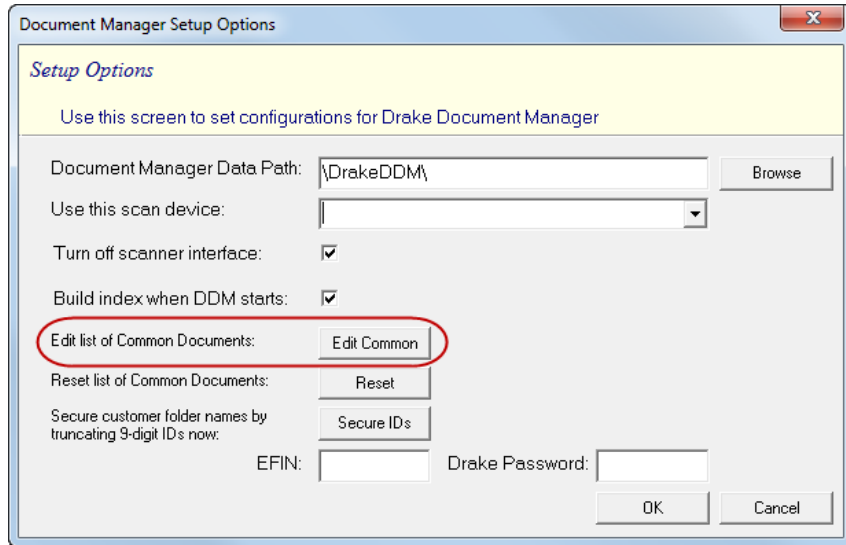 Document Manager Setup Options
Setup Options
Use this screen to set configurations for Drake Document Manager
Document Manager Data Path: \DrakeDDM\ Browse
Use this scan device:
Turn off scanner interface:
Build index when DDM starts:
Edit list of Common Documents: Edit Common
Reset list of Common Documents: Reset
Secure customer folder names by
truncating 9-digit IDs now: Secure IDs
EFIN: Drake Password:
OK Cancel